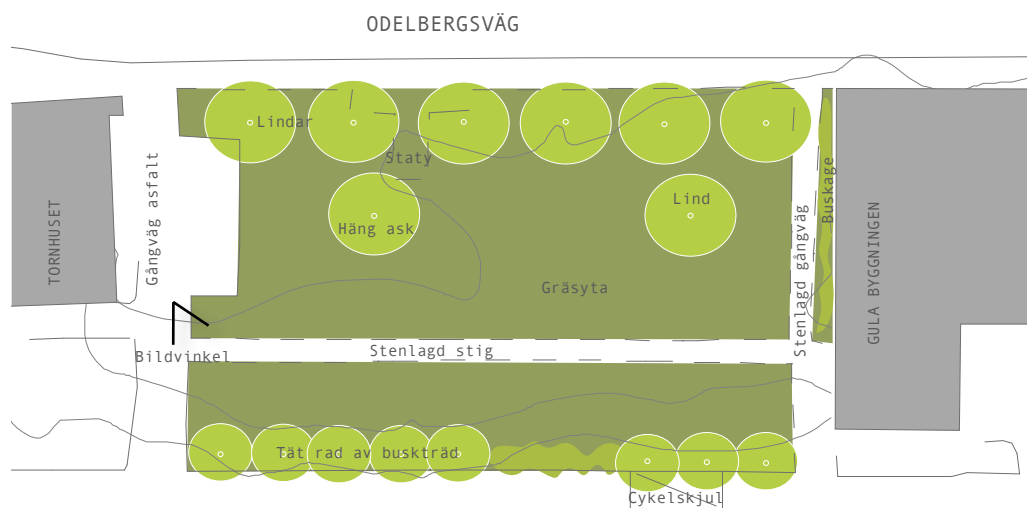 ODELBERGSVÄG
Lindar
Staty
Gångväg asfalt
TORNHUSET
Häng ask
Lind
Buskage
Stenlagd gångväg
GULA BYGGNINGEN
Gräsyta
Bildvinkel
Stenlagd stig
Tät rad av buskträd
Cykelskjul